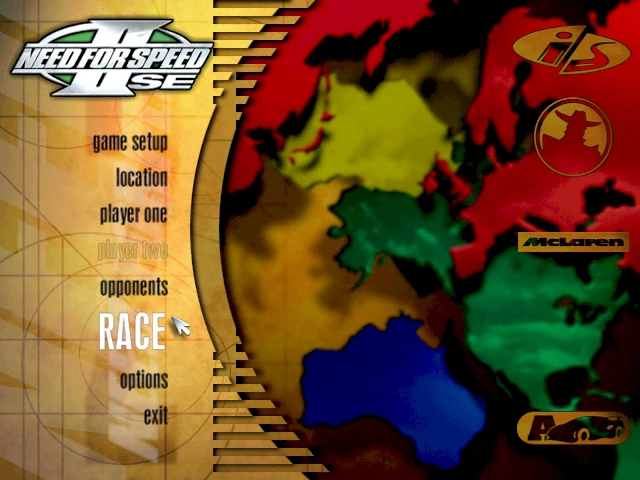 NEED FOR SPEED
II
SE
game setup
location
player one
player two
opponents
RACE
options
exit
McLaren
A